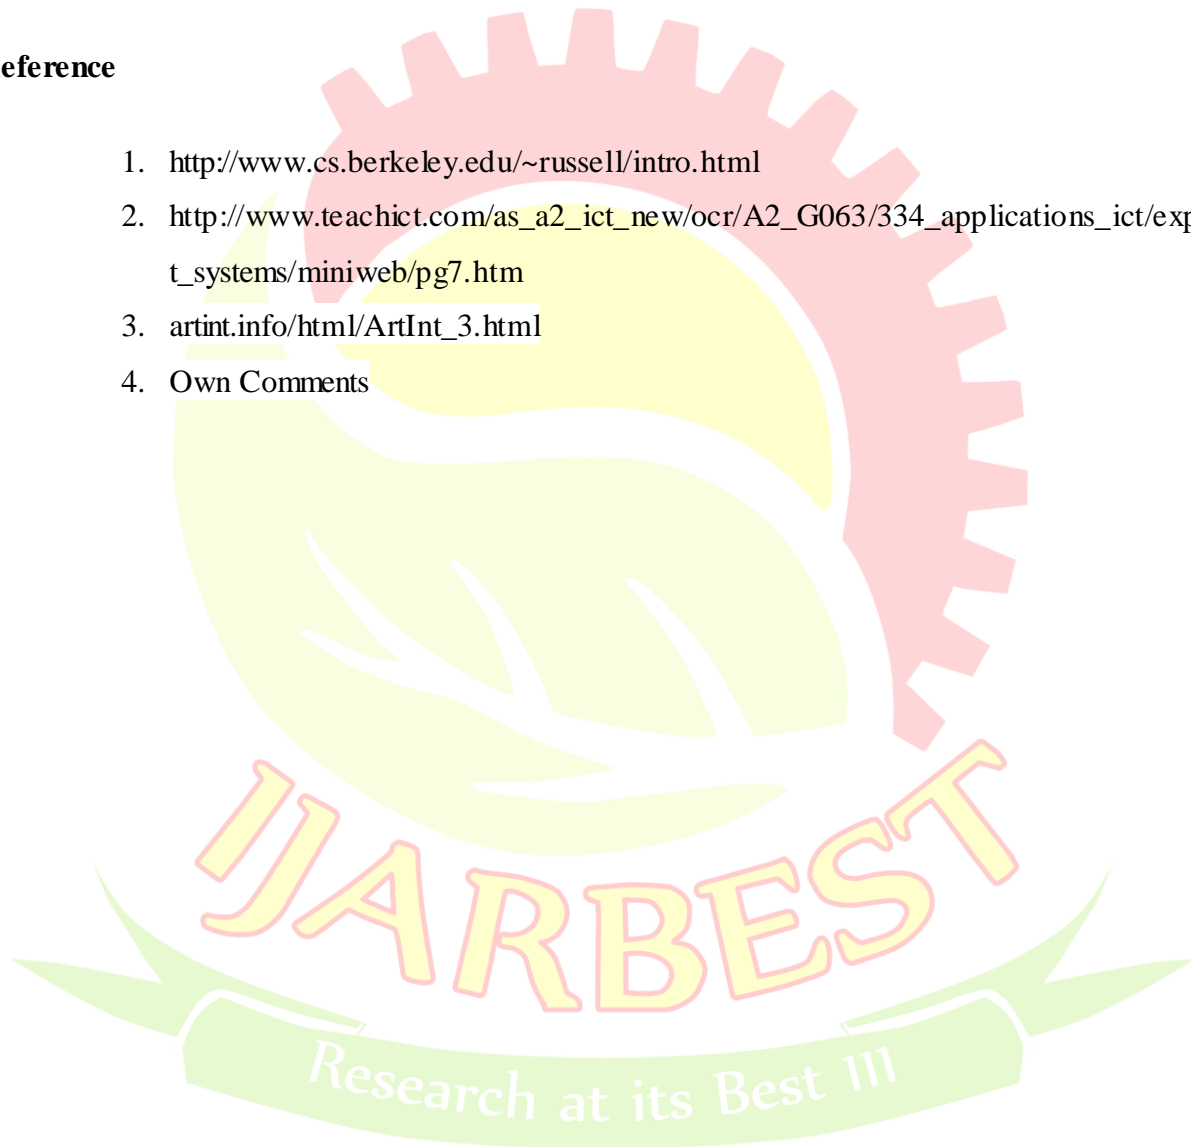 eference
1. http://www.cs.berkeley.edu/~russell/intro.html
2. http://www.teachict.com/as_a2_ict_new/ocr/A2_G063/334_applications_ict/exp
t_systems/miniweb/pg7.htm
3. artint.info/html/ArtInt_3.html
4. Own Comments
IJARBEST
Research at its Best !!!